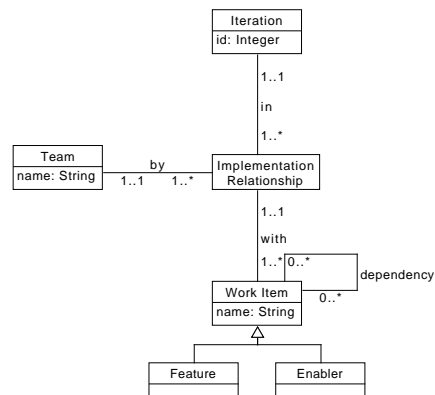 Iteration
id: Integer
1..1
in
1..*
Team
name: String
by
1..1 1..*
Implementation
Relationship
1..1
with
1..* 0..*
dependency
0..*
Work Item
name: String
Feature
Enabler